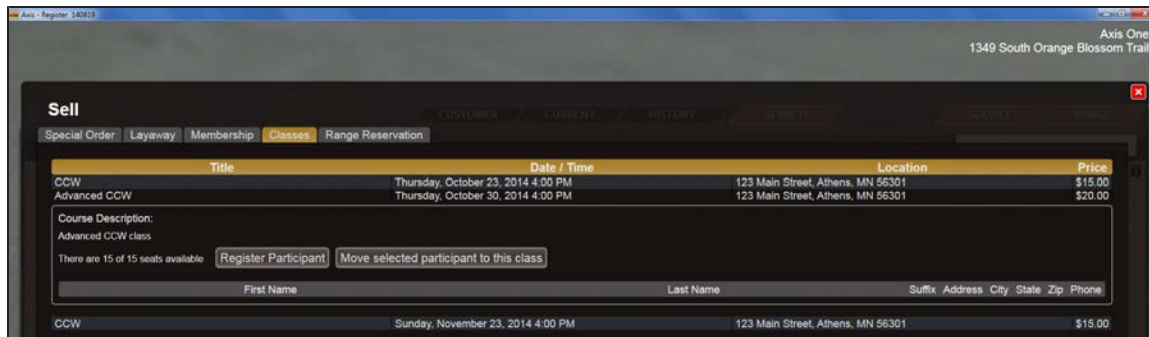 Axis - Register 140819
Axis One
1349 South Orange Blossom Trail
Sell
CUSTOMER CURRENT HISTORY SEARCH SERVICE RANGE
Special Order Layaway Membership Classes Range Reservation
Title Date / Time Location Price
CCW Thursday, October 23, 2014 4:00 PM 123 Main Street, Athens, MN 56301 $15.00
Advanced CCW Thursday, October 30, 2014 4:00 PM 123 Main Street, Athens, MN 56301 $20.00
Course Description:
Advanced CCW class
There are 15 of 15 seats available Register Participant Move selected participant to this class
First Name Last Name Suffix Address City State Zip Phone
CCW Sunday, November 23, 2014 4:00 PM 123 Main Street, Athens, MN 56301 $15.00